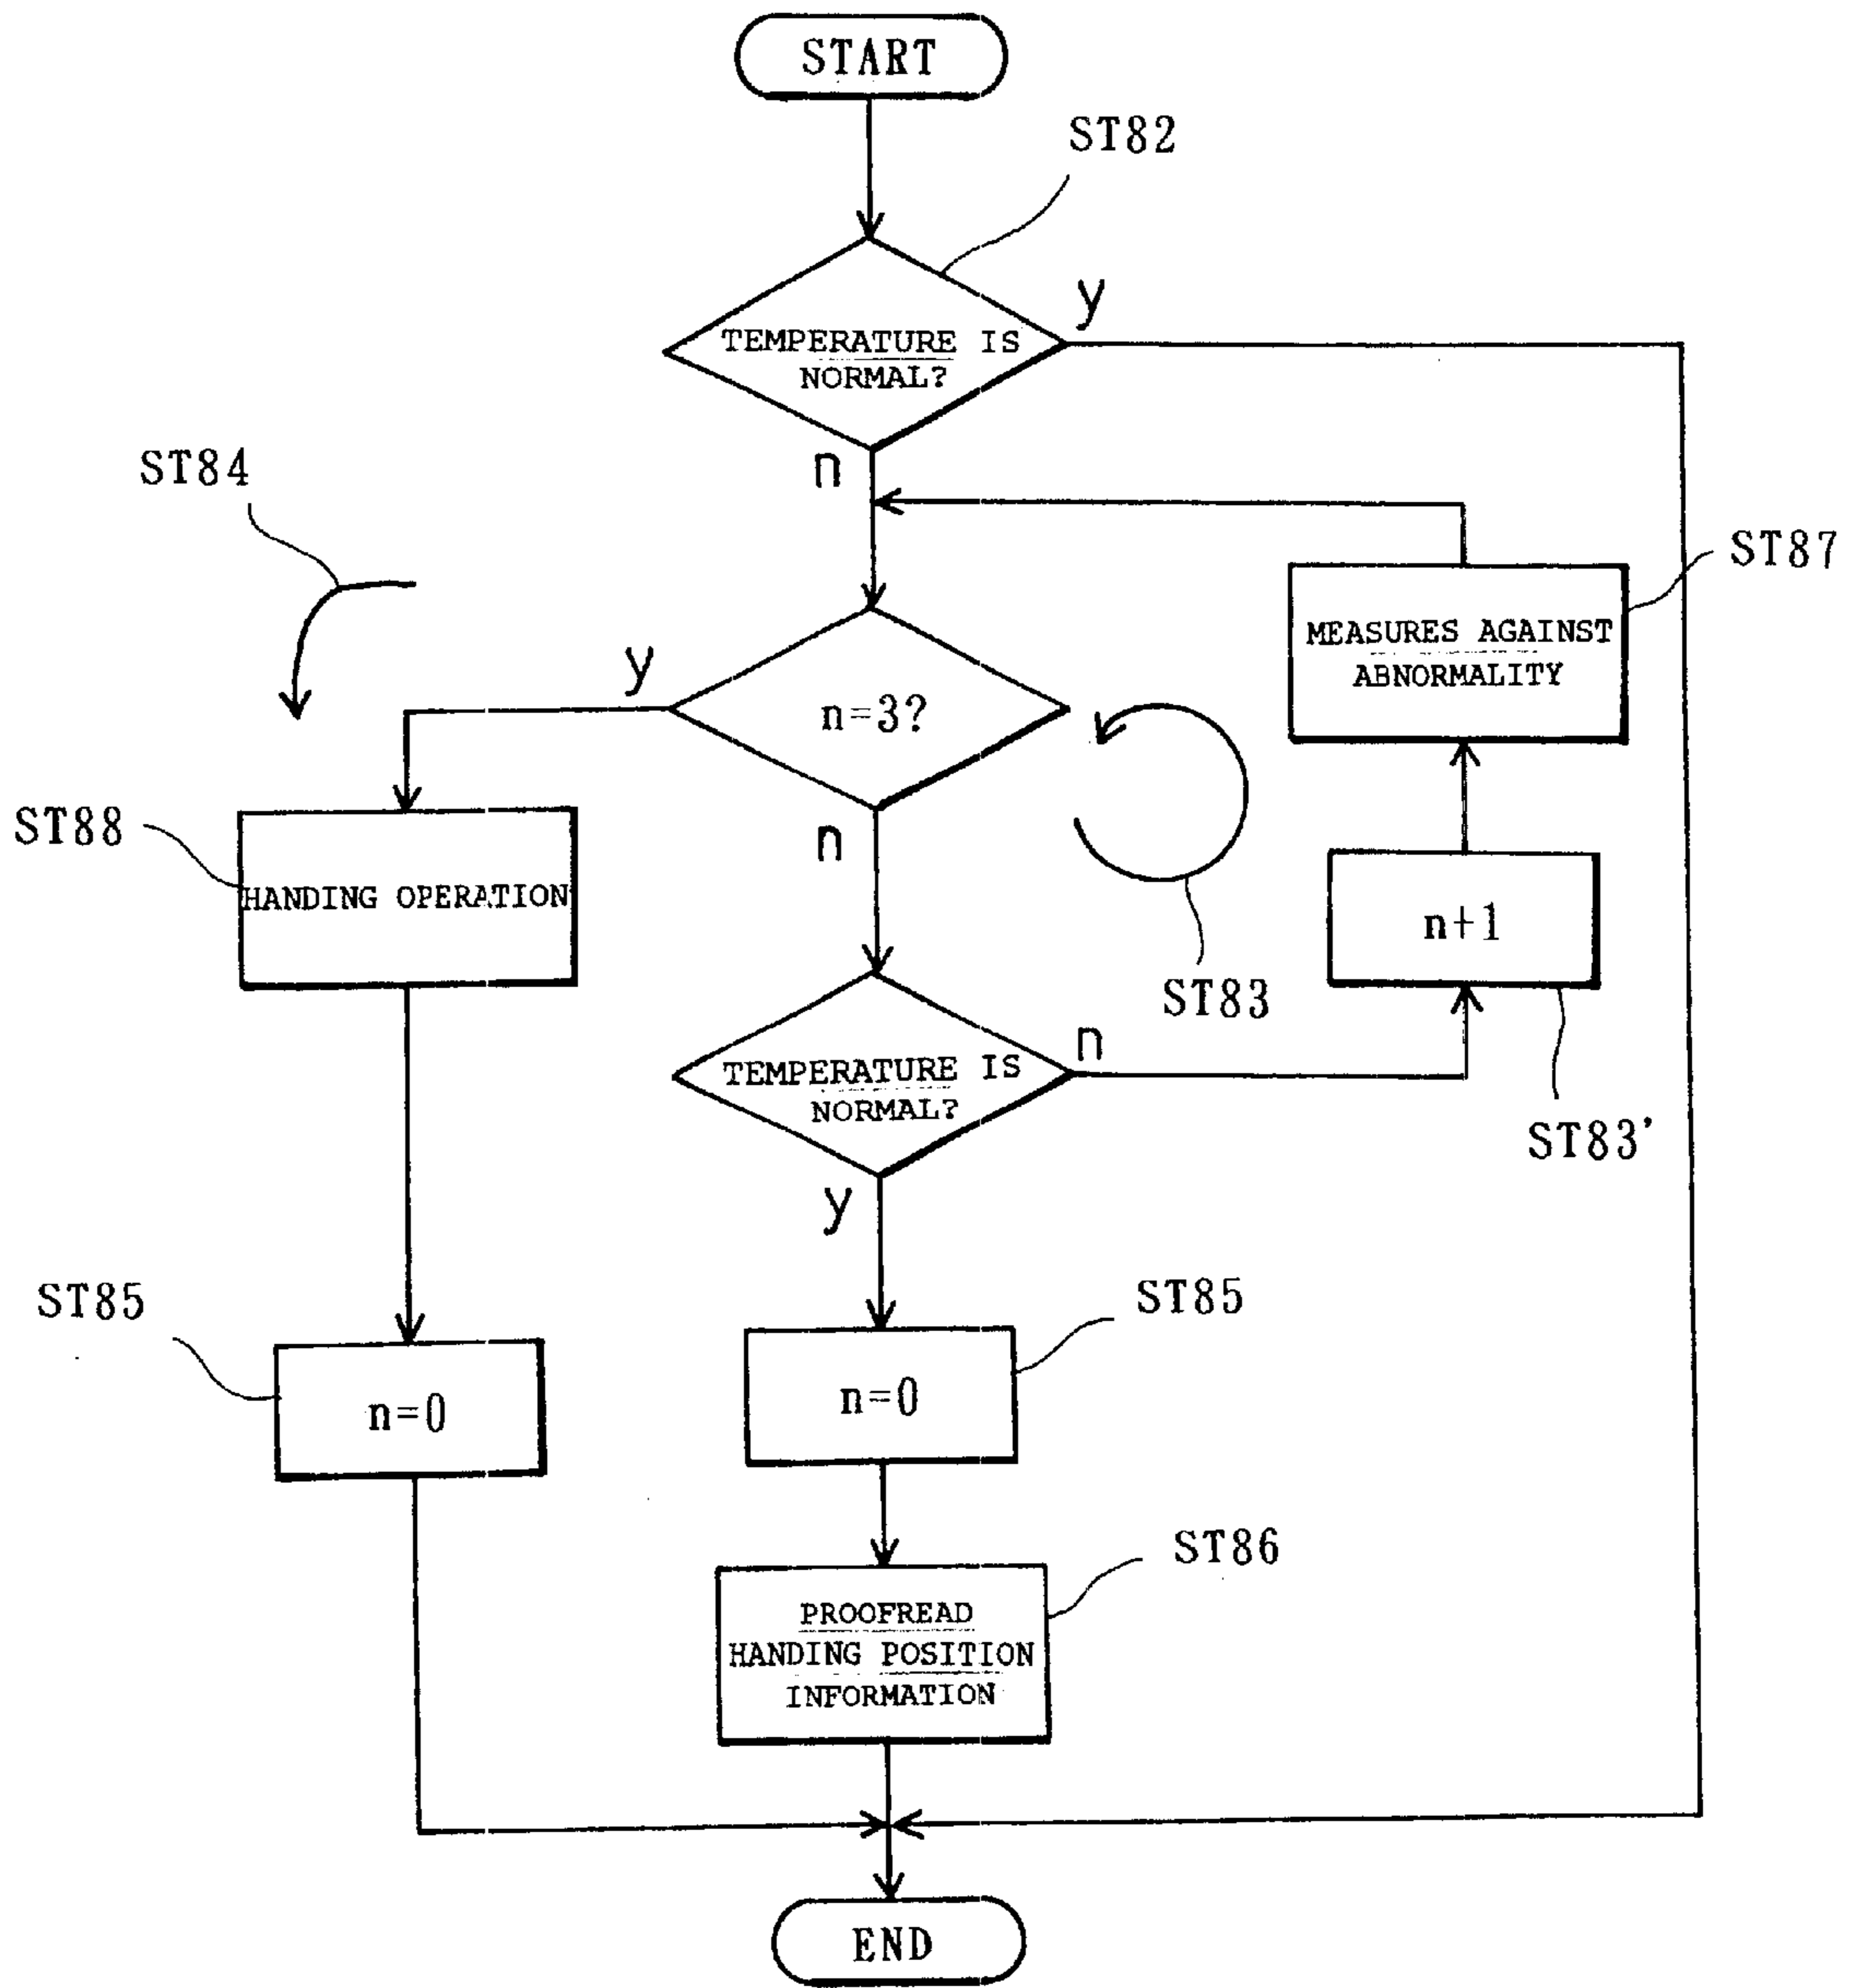 START
ST82
y
TEMPERATURE IS
NORMAL?
n
ST84
ST87
MEASURES AGAINST
ABNORMALITY
y
n=3?
ST88
n
HANDING OPERATION
n+1
ST83
n
TEMPERATURE IS
NORMAL?
ST83'
y
ST85
ST85
n=0
n=0
ST86
PROOFREAD
HANDING POSITION
INFORMATION
END